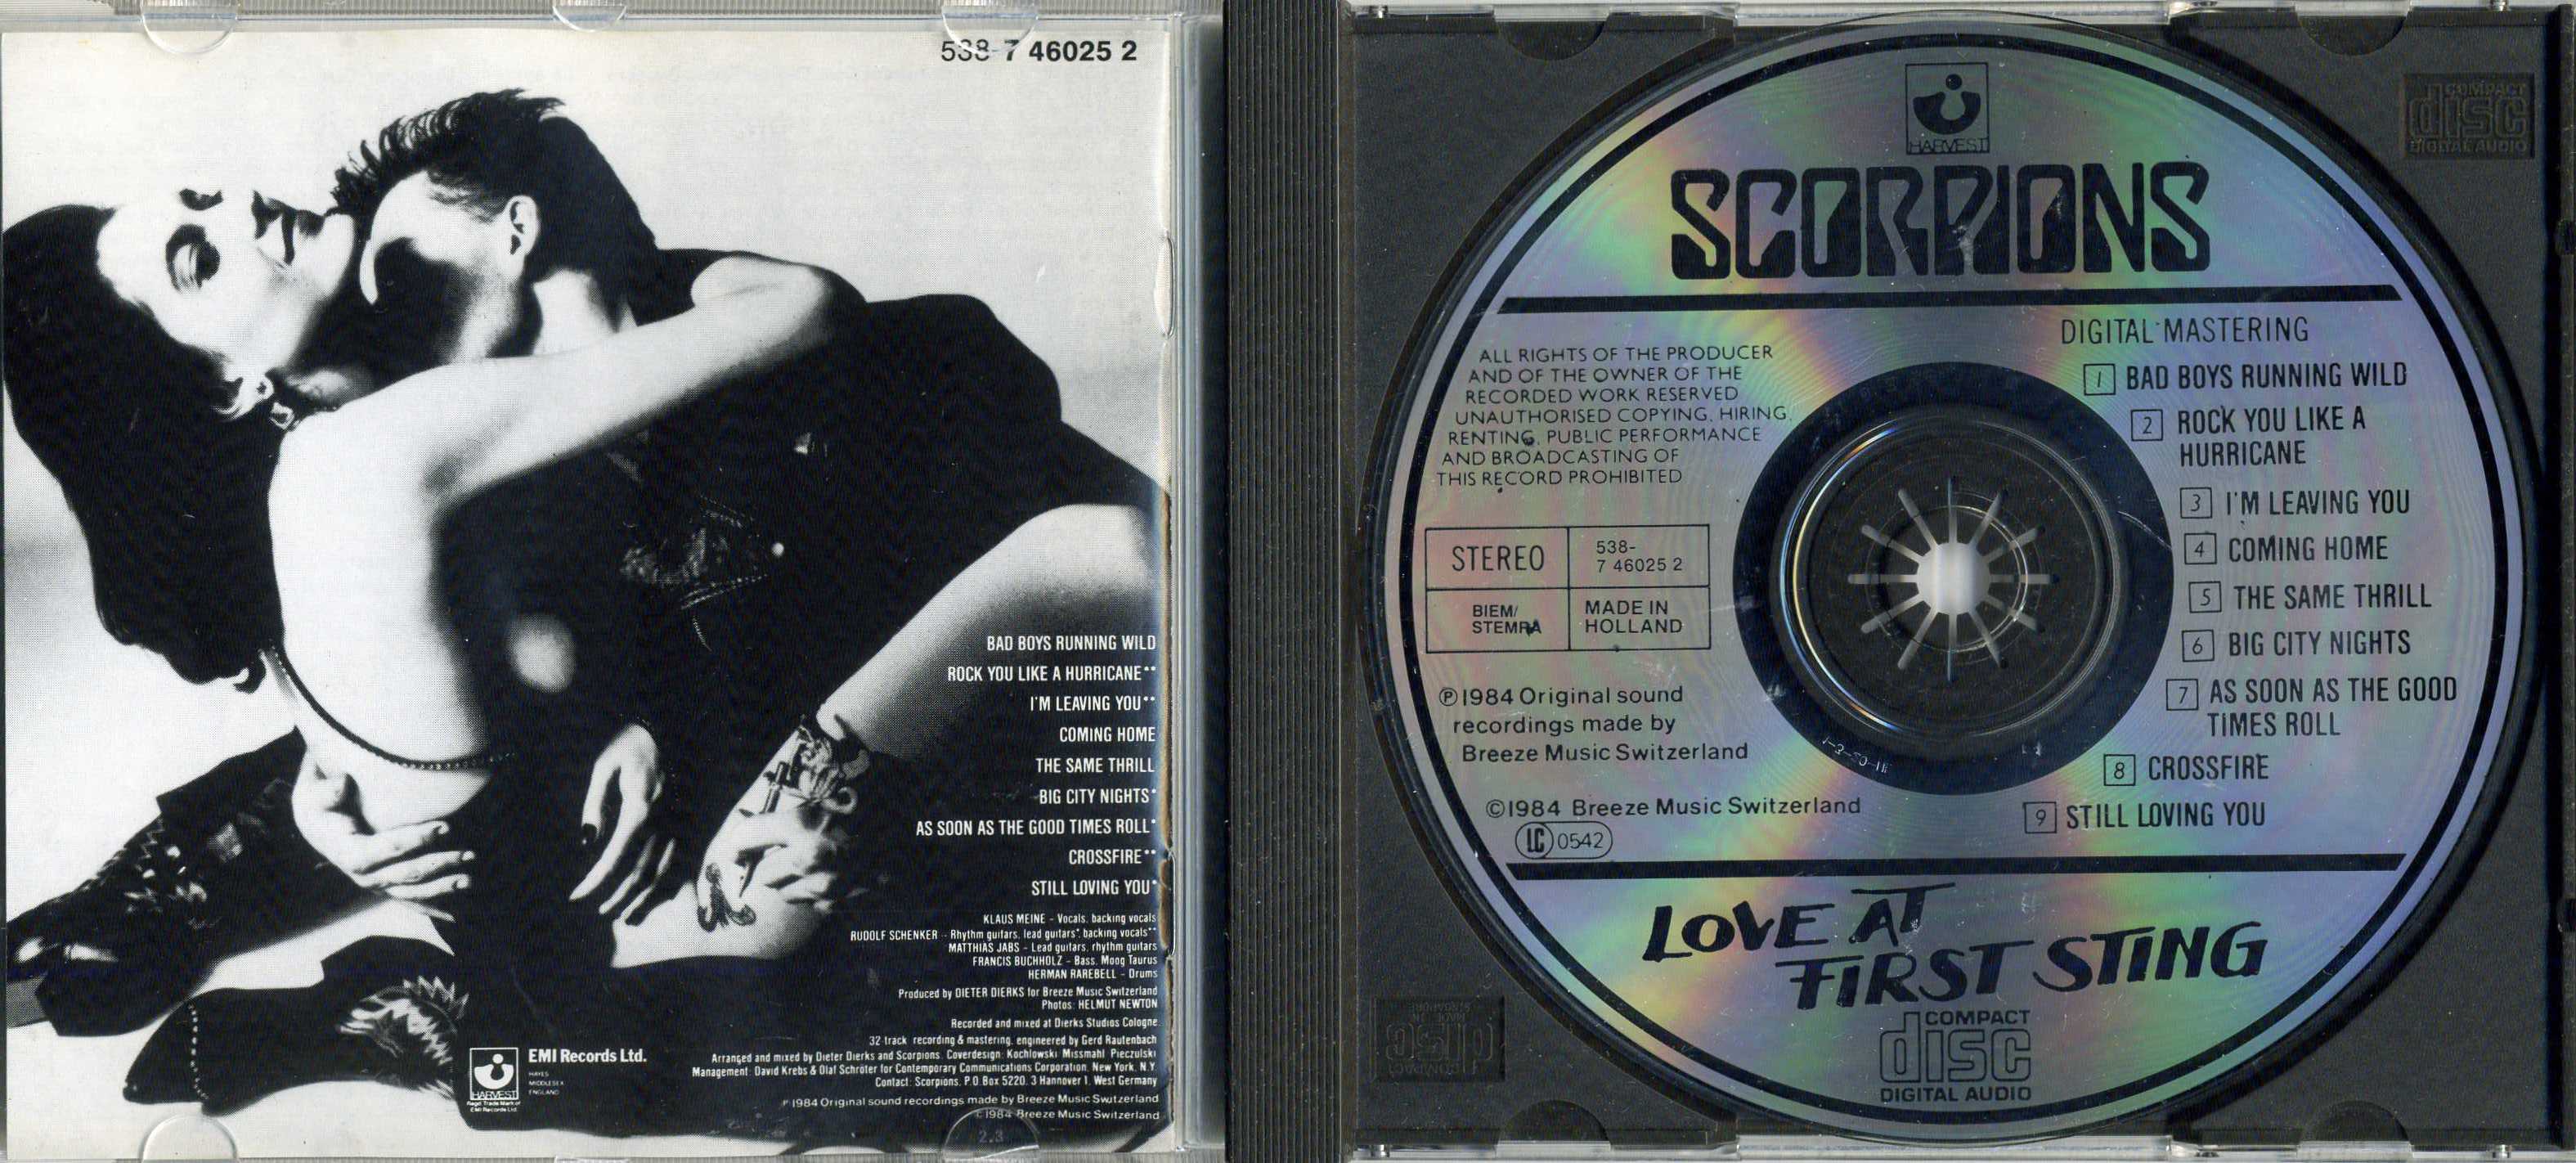 538-7 46025 2
BAD BOYS RUNNING WILD
ROCK YOU LIKE A HURRICANE**
I'M LEAVING YOU**
COMING HOME
THE SAME THRILL
BIG CITY NIGHTS*
AS SOON AS THE GOOD TIMES ROLL*
CROSSFIRE**
STILL LOVING YOU*
KLAUS MEINE - Vocals, backing vocals
RUDOLF SCHENKER - Rhythm guitars, lead guitars*, backing vocals**
MATTHIAS JABS - Lead guitars, rhythm guitars
FRANCIS BUCHHOLZ - Bass, Moog Taurus
HERMAN RAREBELL - Drums
Produced by DIETER DIERKS for Breeze Music Switzerland
Photos: HELMUT NEWTON
Recorded and mixed at Dierks Studios Cologne
32 track recording & mastering, engineered by Gerd Rautenbach
Arranged and mixed by Dieter Dierks and Scorpions. Coverdesign: Kochlowski Missmahl Pieczulski
Management: David Krebs & Olaf Schröter for Contemporary Communications Corporation, New York, N.Y.
Contact: Scorpions, P.O. Box 5220, 3 Hannover 1, West Germany
℗ 1984 Original sound recordings made by Breeze Music Switzerland
© 1984 Breeze Music Switzerland
2.3
HARVEST
Regd. Trade Mark of
EMI Records Ltd.
EMI Records Ltd.
HAYES
MIDDLESEX
ENGLAND
HARVEST
SCORPIONS
DIGITAL MASTERING
ALL RIGHTS OF THE PRODUCER
AND OF THE OWNER OF THE
RECORDED WORK RESERVED
UNAUTHORISED COPYING, HIRING,
RENTING, PUBLIC PERFORMANCE
AND BROADCASTING OF
THIS RECORD PROHIBITED
STEREO
538-
7 46025 2
BIEM/
STEMRA
MADE IN
HOLLAND
℗1984 Original sound
recordings made by
Breeze Music Switzerland
©1984 Breeze Music Switzerland
LC 0542
1 BAD BOYS RUNNING WILD
2 ROCK YOU LIKE A
HURRICANE
3 I'M LEAVING YOU
4 COMING HOME
5 THE SAME THRILL
6 BIG CITY NIGHTS
7 AS SOON AS THE GOOD
TIMES ROLL
8 CROSSFIRE
9 STILL LOVING YOU
LOVE AT
FIRST STING
COMPACT
disc
DIGITAL AUDIO
COMPACT
disc
DIGITAL AUDIO
COMPACT
disc